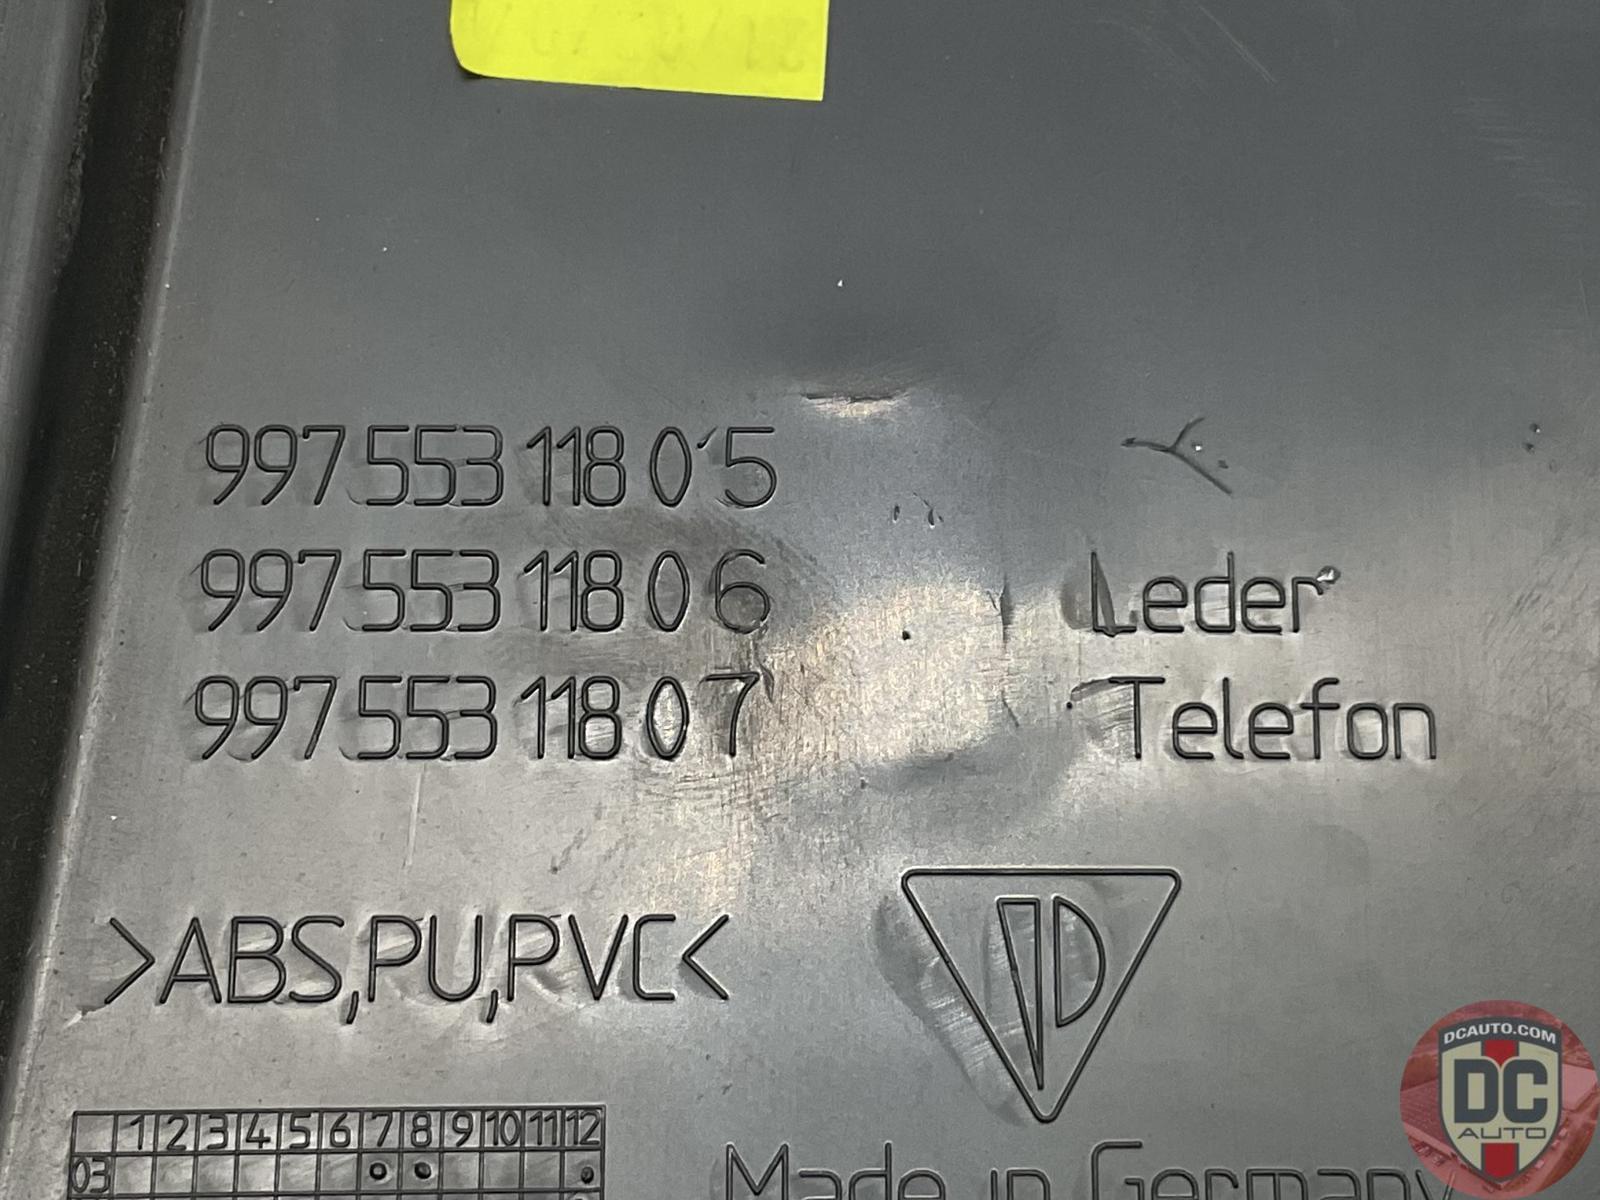 997 553 118 05
997 553 118 06 Leder
997 553 118 07 Telefon
>ABS,PU,PVC<
1 2 3 4 5 6 7 8 9 10 11 12
03
Made in Germany
DCAUTO.COM
DC
AUTO